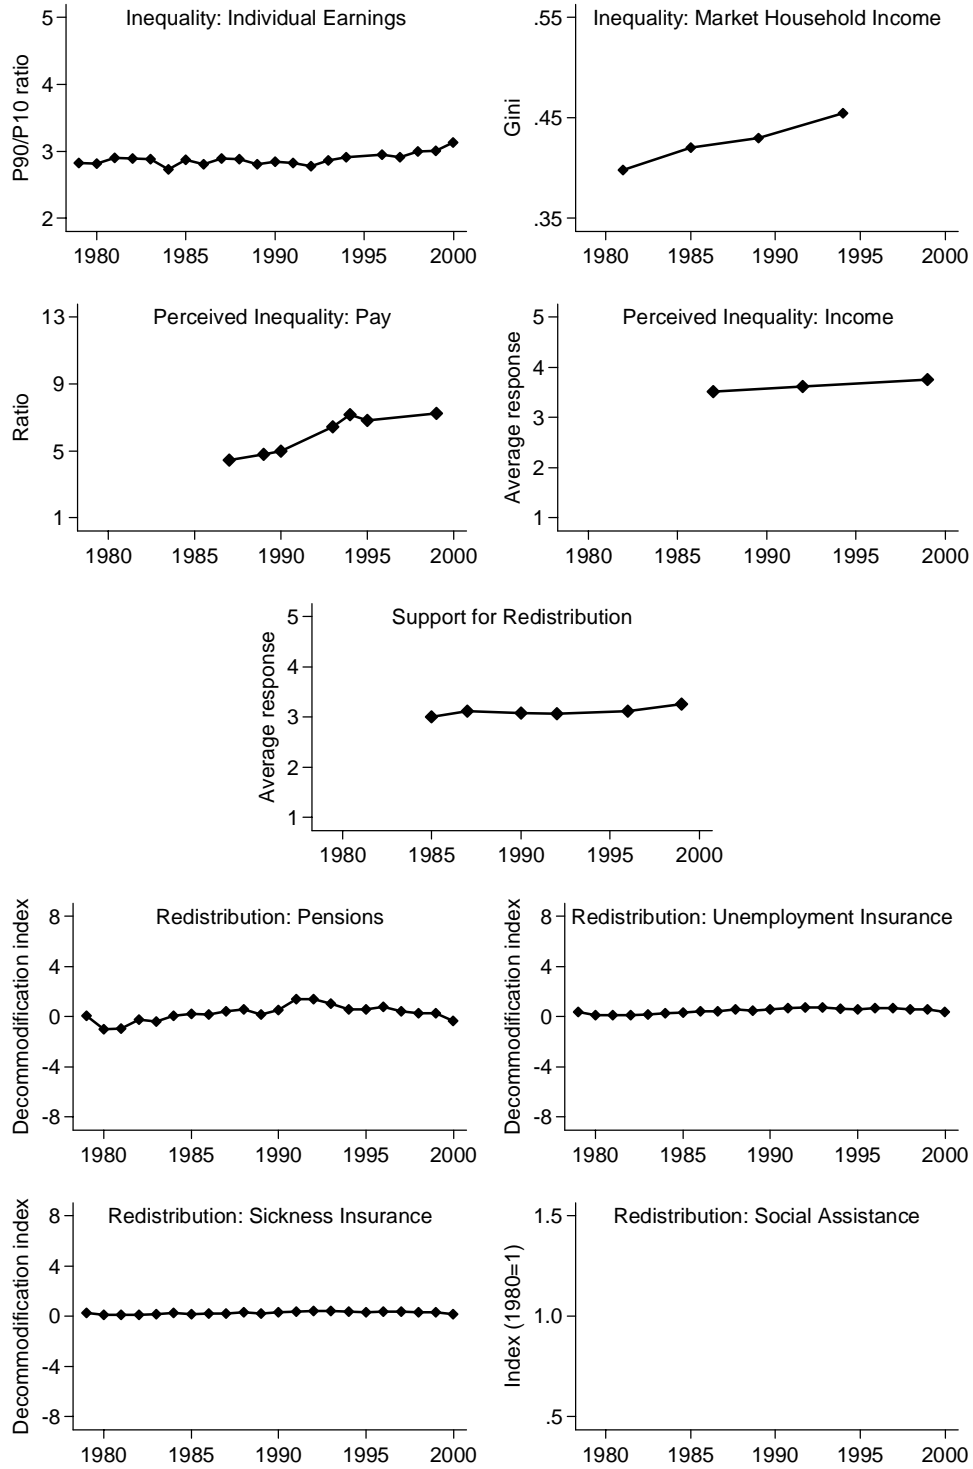 Inequality: Individual Earnings
P90/P10 ratio
5
4
3
2
1980 1985 1990 1995 2000
Inequality: Market Household Income
Gini
.55
.45
.35
1980 1985 1990 1995 2000
Perceived Inequality: Pay
Ratio
13
9
5
1
1980 1985 1990 1995 2000
Perceived Inequality: Income
Average response
5
4
3
2
1
1980 1985 1990 1995 2000
Support for Redistribution
Average response
5
4
3
2
1
1980 1985 1990 1995 2000
Redistribution: Pensions
Decommodification index
8
4
0
-4
-8
1980 1985 1990 1995 2000
Redistribution: Unemployment Insurance
Decommodification index
8
4
0
-4
-8
1980 1985 1990 1995 2000
Redistribution: Sickness Insurance
Decommodification index
8
4
0
-4
-8
1980 1985 1990 1995 2000
Redistribution: Social Assistance
Index (1980=1)
1.5
1.0
.5
1980 1985 1990 1995 2000